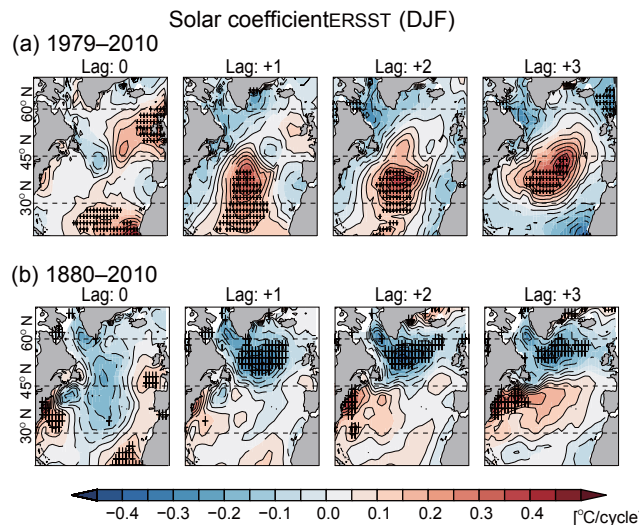 Solar coefficientERSST (DJF)
(a) 1979–2010
Lag: 0 Lag: +1 Lag: +2 Lag: +3
60° N
45° N
30° N
(b) 1880–2010
Lag: 0 Lag: +1 Lag: +2 Lag: +3
60° N
45° N
30° N
−0.4 −0.3 −0.2 −0.1 0.0 0.1 0.2 0.3 0.4 [°C/cycle]